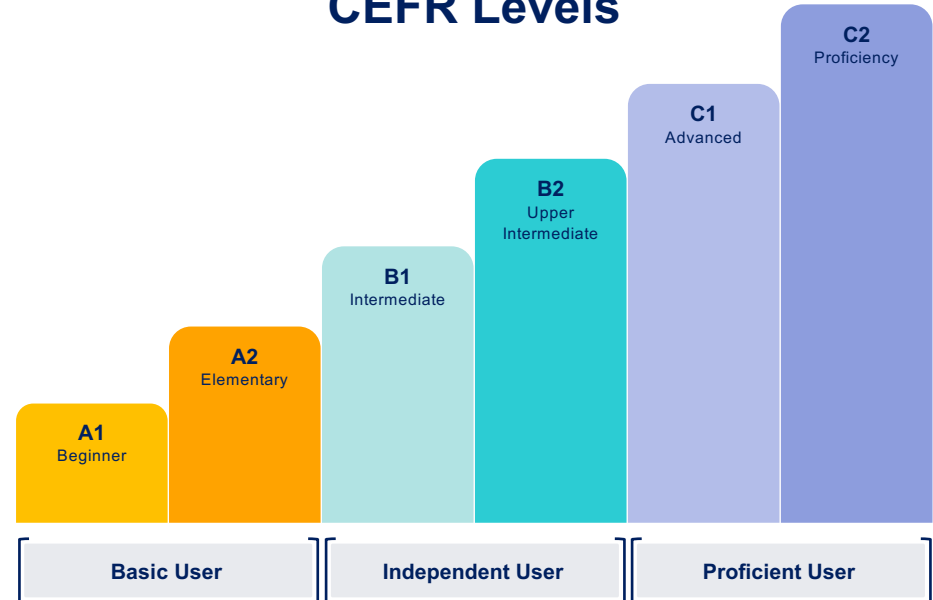 CEFR Levels
C2
Proficiency
C1
Advanced
B2
Upper
Intermediate
B1
Intermediate
A2
Elementary
A1
Beginner
Basic User
Independent User
Proficient User